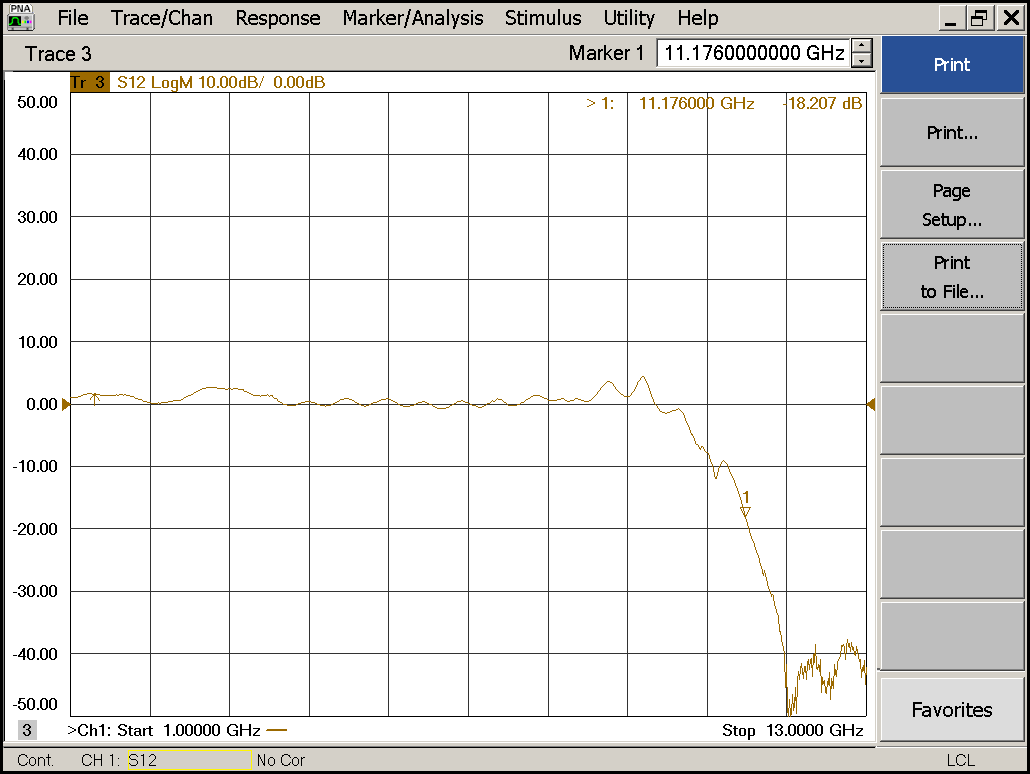 PNA
File Trace/Chan Response Marker/Analysis Stimulus Utility Help
Trace 3 Marker 1 11.1760000000 GHz
Print
Tr 3 S12 LogM 10.00dB/ 0.00dB
> 1: 11.176000 GHz -18.207 dB
50.00
40.00
30.00
20.00
10.00
0.00
-10.00
-20.00
-30.00
-40.00
-50.00
1
3 >Ch1: Start 1.00000 GHz Stop 13.0000 GHz
Print...
Page
Setup...
Print
to File...
Favorites
Cont. CH 1: S12 No Cor LCL